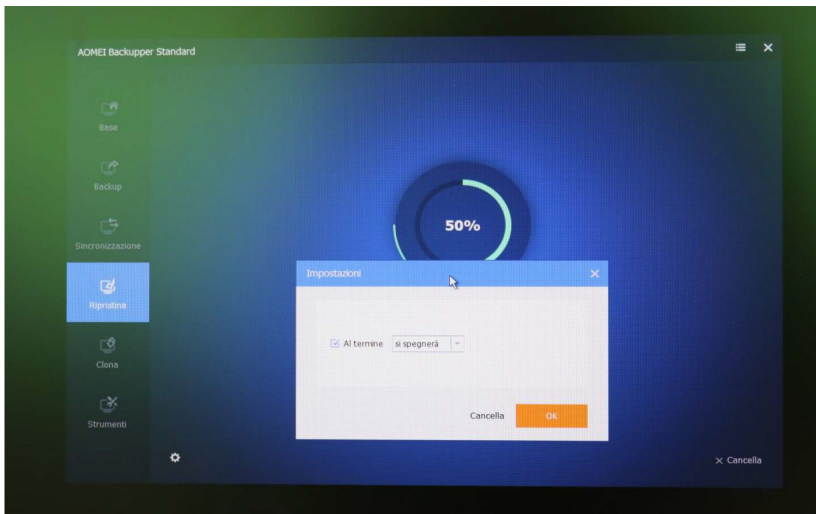 AOMEI Backupper Standard
Base
Backup
Sincronizzazione
Ripristina
Clona
Strumenti
50%
Impostazioni
Al termine si spegnerà
Cancella OK
Cancella